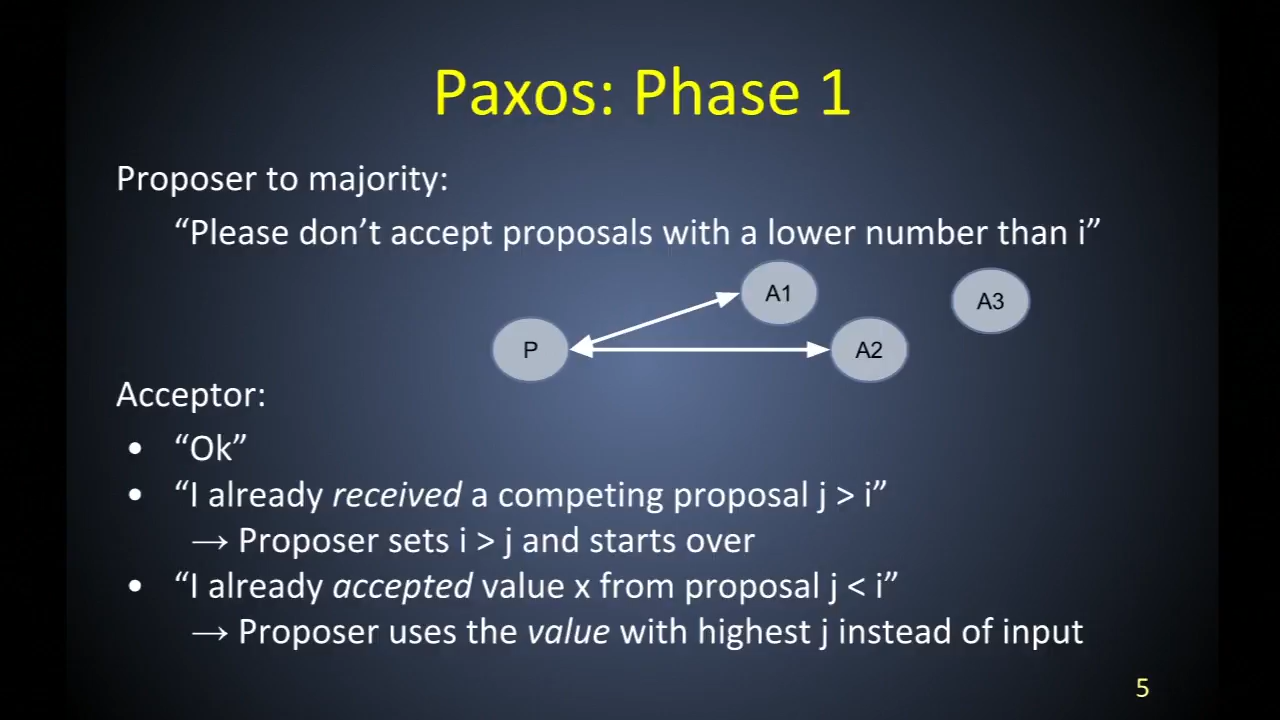 Paxos: Phase 1
Proposer to majority:
“Please don’t accept proposals with a lower number than i”
A1
A3
P
A2
Acceptor:
• “Ok”
• “I already received a competing proposal j > i”
→ Proposer sets i > j and starts over
• “I already accepted value x from proposal j < i”
→ Proposer uses the value with highest j instead of input
5